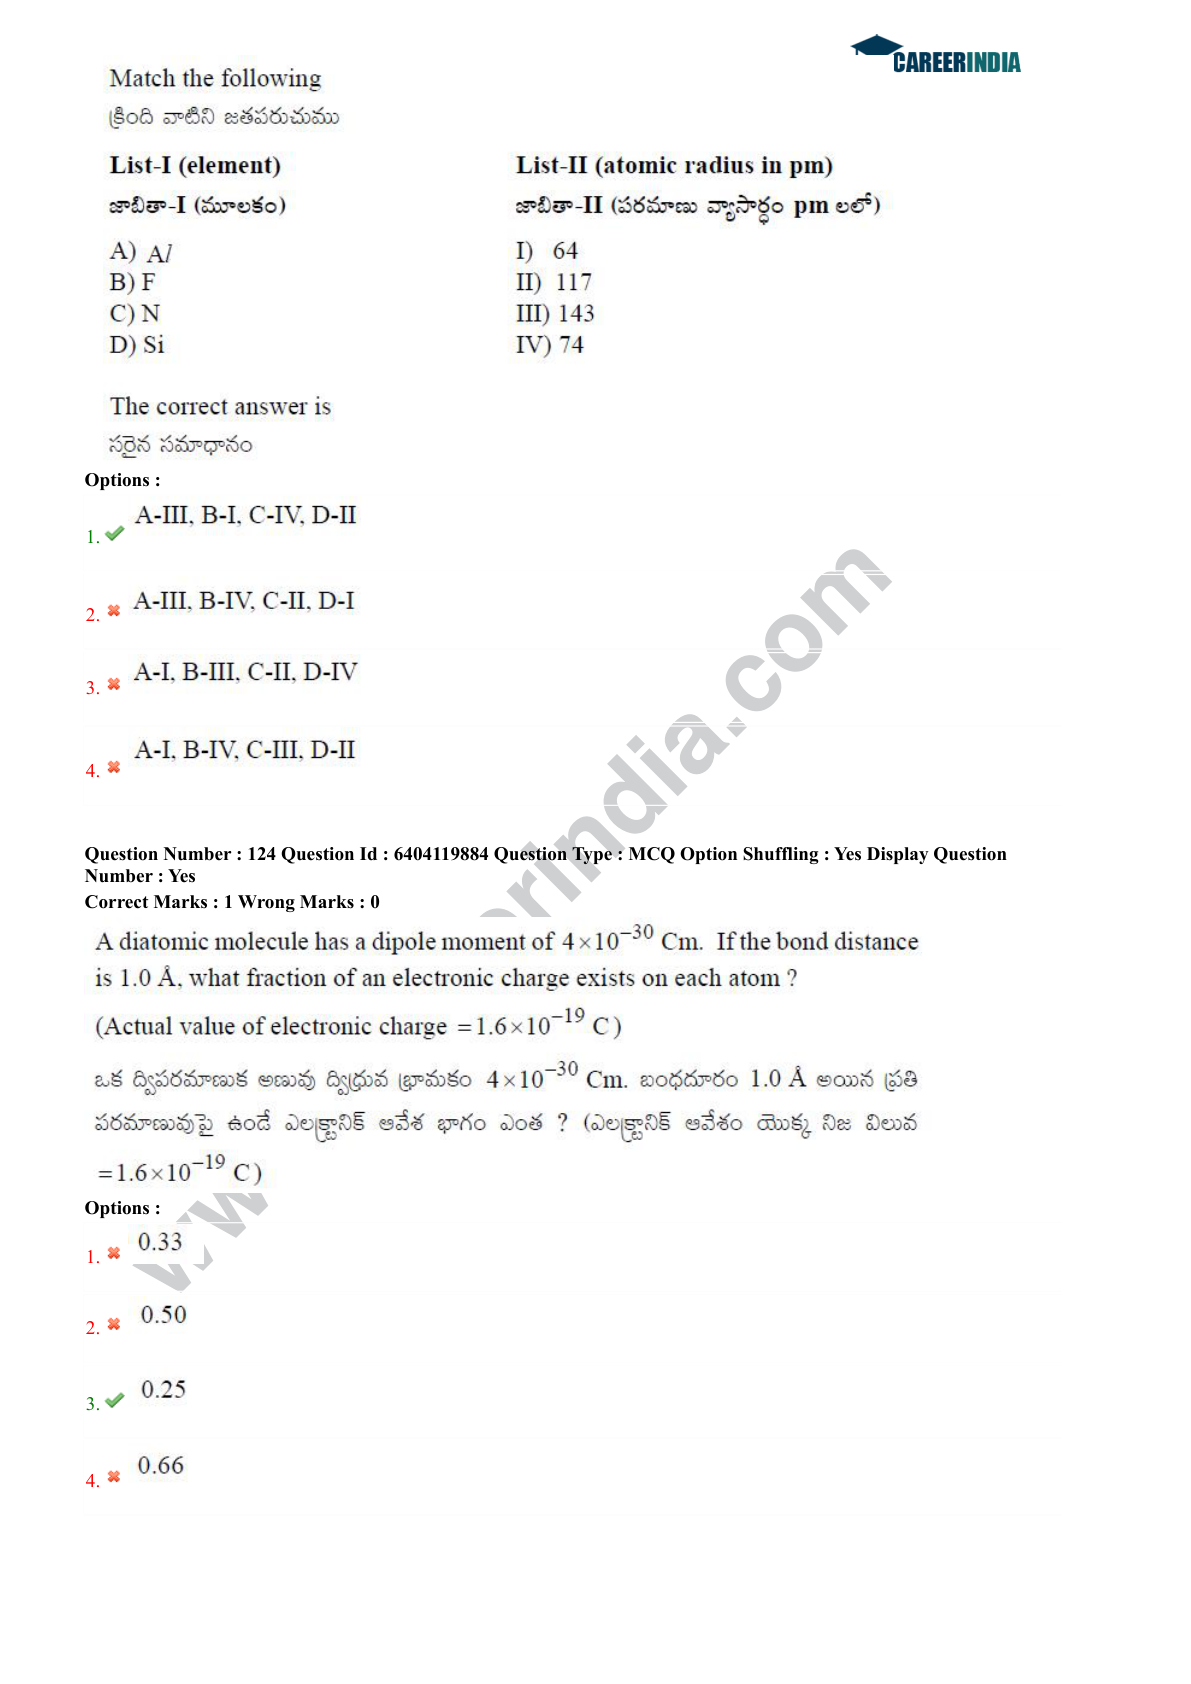 CAREERINDIA
Match the following
క్రింది వాటిని జతపరుచుము
List-I (element) List-II (atomic radius in pm)
జాబితా-I (మూలకం) జాబితా-II (పరమాణు వ్యాసార్ధం pm లలో)
A) Al I) 64
B) F II) 117
C) N III) 143
D) Si IV) 74
The correct answer is
సరైన సమాధానం
Options :
1. A-III, B-I, C-IV, D-II
2. A-III, B-IV, C-II, D-I
3. A-I, B-III, C-II, D-IV
4. A-I, B-IV, C-III, D-II
Question Number : 124 Question Id : 6404119884 Question Type : MCQ Option Shuffling : Yes Display Question
Number : Yes
Correct Marks : 1 Wrong Marks : 0
A diatomic molecule has a dipole moment of 4×10⁻³⁰ Cm. If the bond distance
is 1.0 Å, what fraction of an electronic charge exists on each atom ?
(Actual value of electronic charge =1.6×10⁻¹⁹ C)
ఒక ద్విపరమాణుక అణువు ద్విధ్రువ భ్రామకం 4×10⁻³⁰ Cm. బంధదూరం 1.0 Å అయిన ప్రతి
పరమాణువుపై ఉండే ఎలక్ట్రానిక్ ఆవేశ భాగం ఎంత ? (ఎలక్ట్రానిక్ ఆవేశం యొక్క నిజ విలువ
=1.6×10⁻¹⁹ C)
Options :
1. 0.33
2. 0.50
3. 0.25
4. 0.66